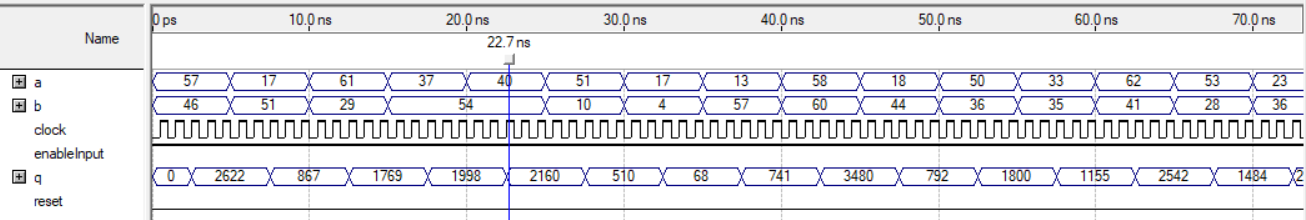 0 ps 10.0 ns 20.0 ns 30.0 ns 40.0 ns 50.0 ns 60.0 ns 70.0 ns
Name
22.7 ns
a 57 17 61 37 40 51 17 13 58 18 50 33 62 53 23
b 46 51 29 54 10 4 57 60 44 36 35 41 28 36
clock
enableInput
q 0 2622 867 1769 1998 2160 510 68 741 3480 792 1800 1155 2542 1484 2
reset